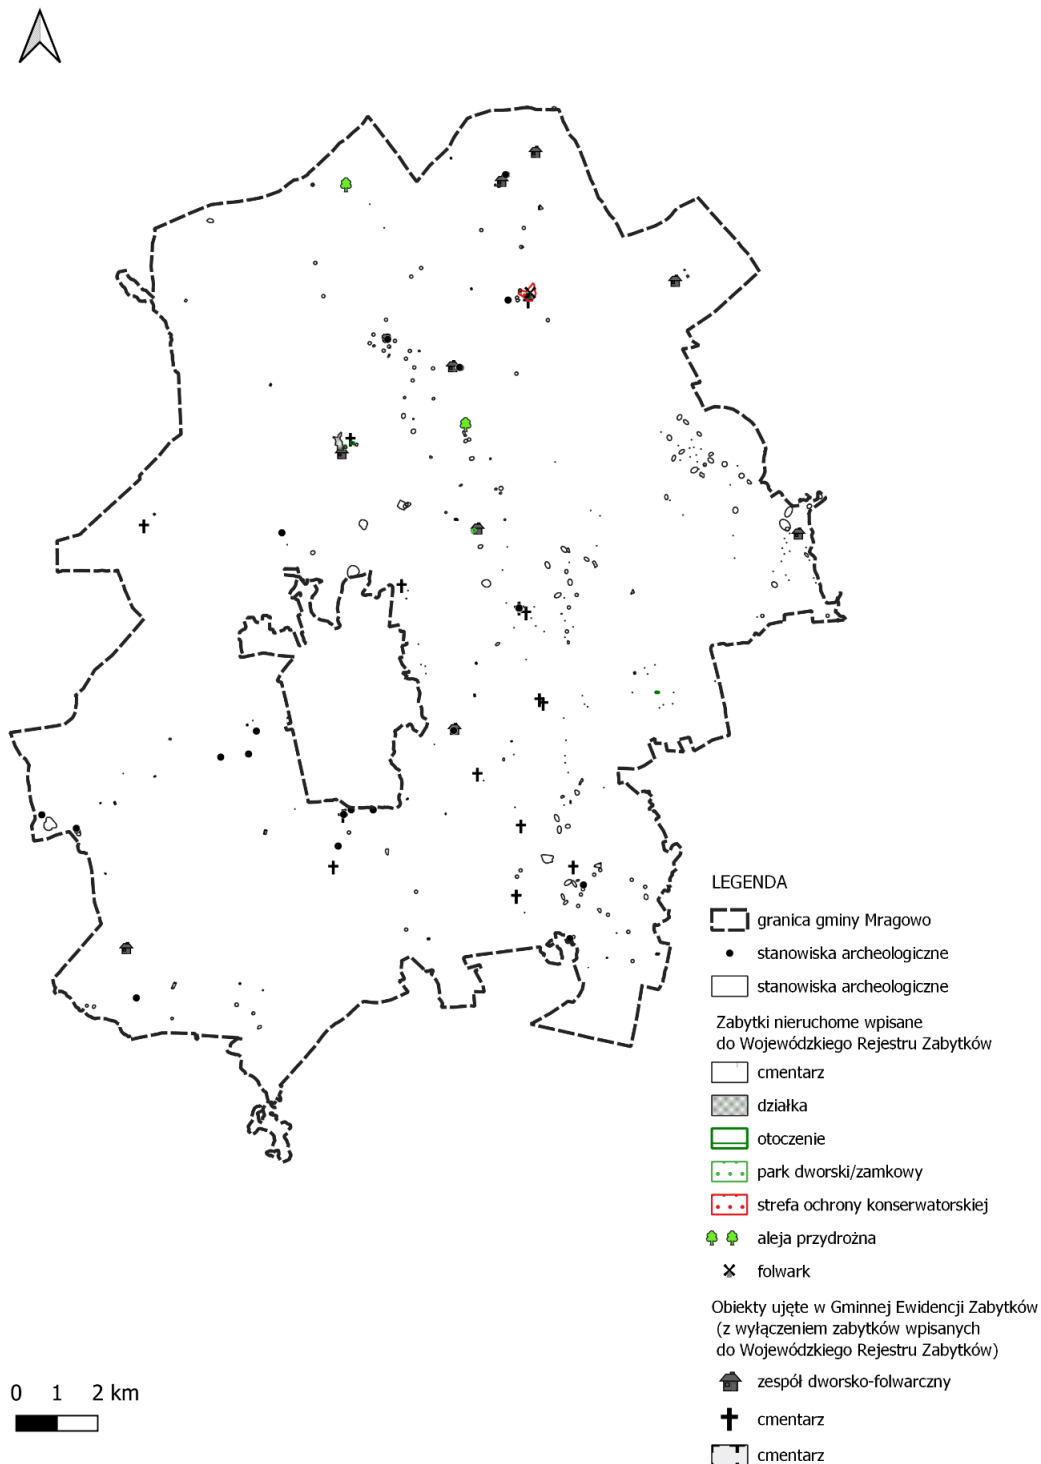 LEGENDA
granica gminy Mragowo
stanowiska archeologiczne
stanowiska archeologiczne
Zabytki nieruchome wpisane
do Wojewódzkiego Rejestru Zabytków
cmentarz
działka
otoczenie
park dworski/zamkowy
strefa ochrony konserwatorskiej
aleja przydrożna
folwark
Obiekty ujęte w Gminnej Ewidencji Zabytków
(z wyłączeniem zabytków wpisanych
do Wojewódzkiego Rejestru Zabytków)
zespół dworsko-folwarczny
cmentarz
cmentarz
0 1 2 km